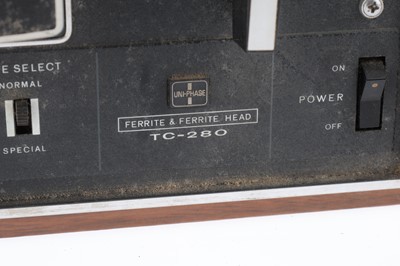 E SELECT
NORMAL
SPECIAL
UNI-PHASE
FERRITE & FERRITE HEAD
TC-280
ON
POWER
OFF